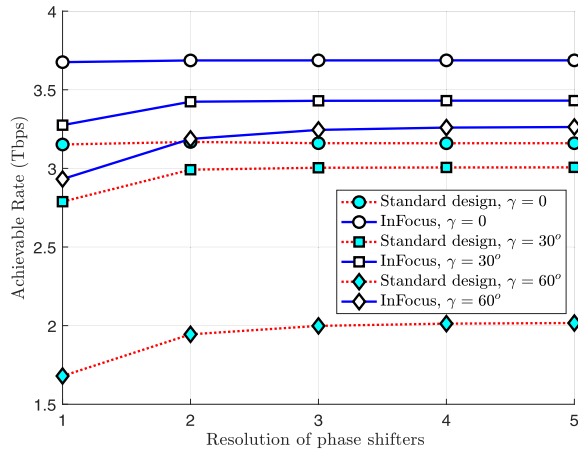 4
3.5
3
2.5
2
1.5
Achievable Rate (Tbps)
Standard design, γ = 0
InFocus, γ = 0
Standard design, γ = 30°
InFocus, γ = 30°
Standard design, γ = 60°
InFocus, γ = 60°
1 2 3 4 5
Resolution of phase shifters